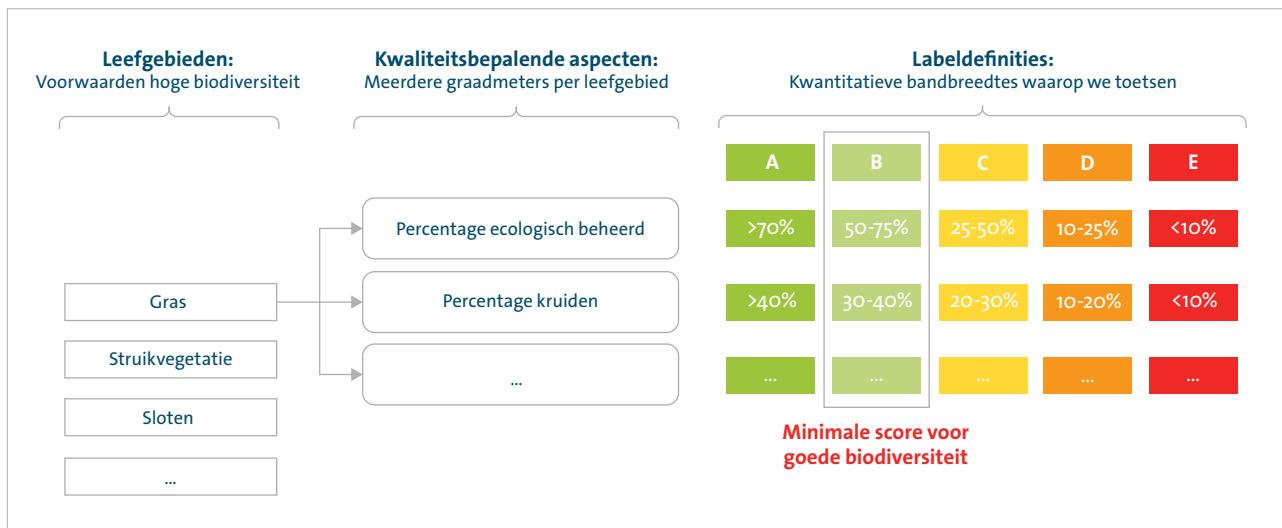 Leefgebieden:
Voorwaarden hoge biodiversiteit
Kwaliteitsbepalende aspecten:
Meerdere graadmeters per leefgebied
Labeldefinities:
Kwantitatieve bandbreedtes waarop we toetsen
A
B
C
D
E
Percentage ecologisch beheerd
>70%
50-75%
25-50%
10-25%
<10%
Gras
Percentage kruiden
>40%
30-40%
20-30%
10-20%
<10%
Struikvegetatie
...
...
...
...
...
...
Sloten
...
Minimale score voor
goede biodiversiteit